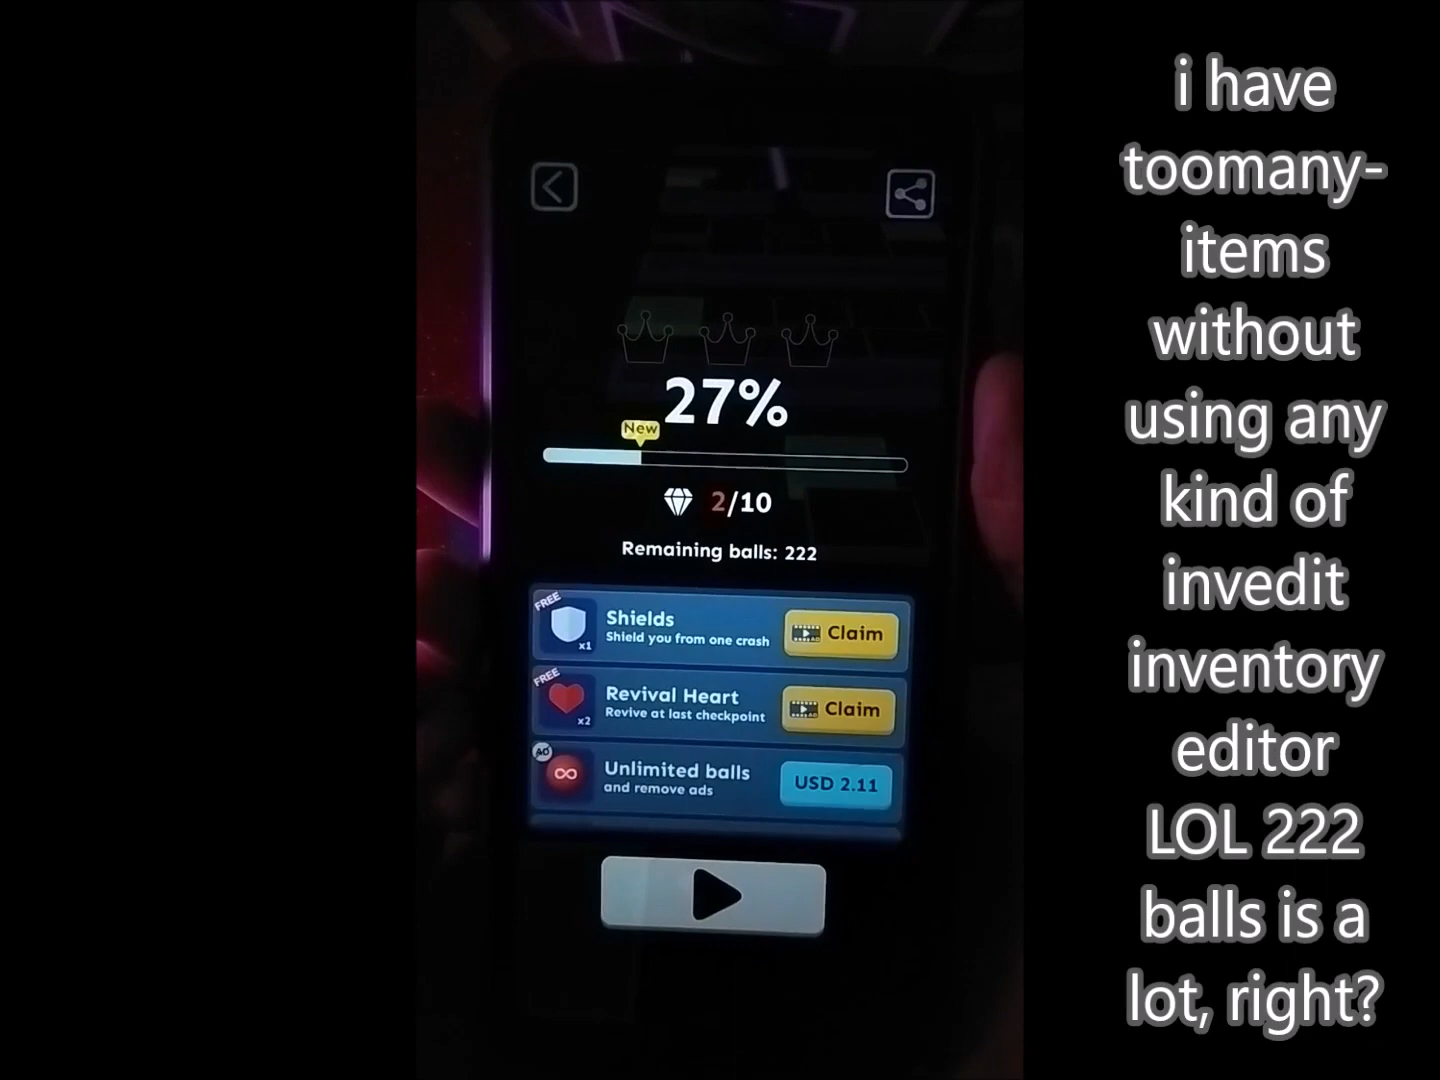 27%
New
2/10
Remaining balls: 222
FREE
x1
Shields
Shield you from one crash
Claim
FREE
x2
Revival Heart
Revive at last checkpoint
Claim
AD
Unlimited balls
and remove ads
USD 2.11
i have
toomany-
items
without
using any
kind of
invedit
inventory
editor
LOL 222
balls is a
lot, right?